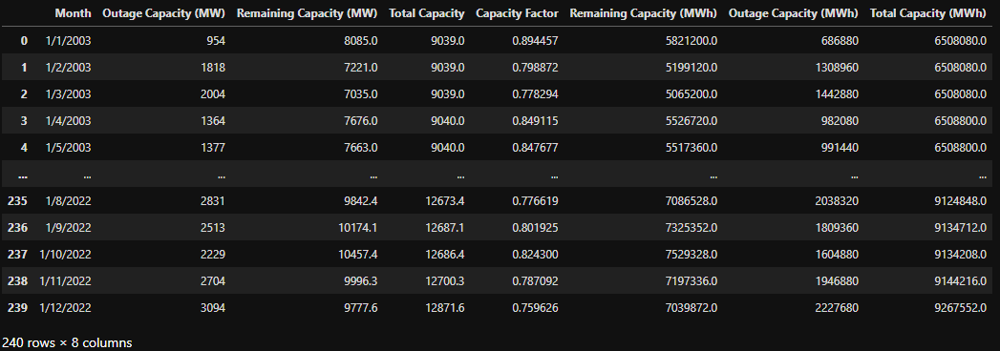 Month Outage Capacity (MW) Remaining Capacity (MW) Total Capacity Capacity Factor Remaining Capacity (MWh) Outage Capacity (MWh) Total Capacity (MWh)
0 1/1/2003 954 8085.0 9039.0 0.894457 5821200.0 686880 6508080.0
1 1/2/2003 1818 7221.0 9039.0 0.798872 5199120.0 1308960 6508080.0
2 1/3/2003 2004 7035.0 9039.0 0.778294 5065200.0 1442880 6508080.0
3 1/4/2003 1364 7676.0 9040.0 0.849115 5526720.0 982080 6508800.0
4 1/5/2003 1377 7663.0 9040.0 0.847677 5517360.0 991440 6508800.0
... ... ... ... ... ... ... ... ...
235 1/8/2022 2831 9842.4 12673.4 0.776619 7086528.0 2038320 9124848.0
236 1/9/2022 2513 10174.1 12687.1 0.801925 7325352.0 1809360 9134712.0
237 1/10/2022 2229 10457.4 12686.4 0.824300 7529328.0 1604880 9134208.0
238 1/11/2022 2704 9996.3 12700.3 0.787092 7197336.0 1946880 9144216.0
239 1/12/2022 3094 9777.6 12871.6 0.759626 7039872.0 2227680 9267552.0
240 rows × 8 columns